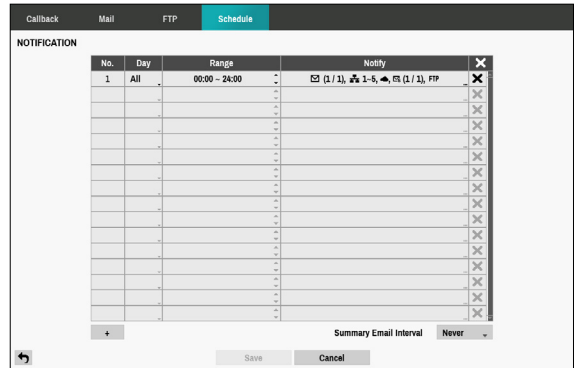 Callback Mail FTP Schedule
NOTIFICATION
No. Day Range Notify
1 All 00:00 ~ 24:00 (1 / 1), 1~5, (1 / 1), FTP
+ Summary Email Interval Never
Save Cancel